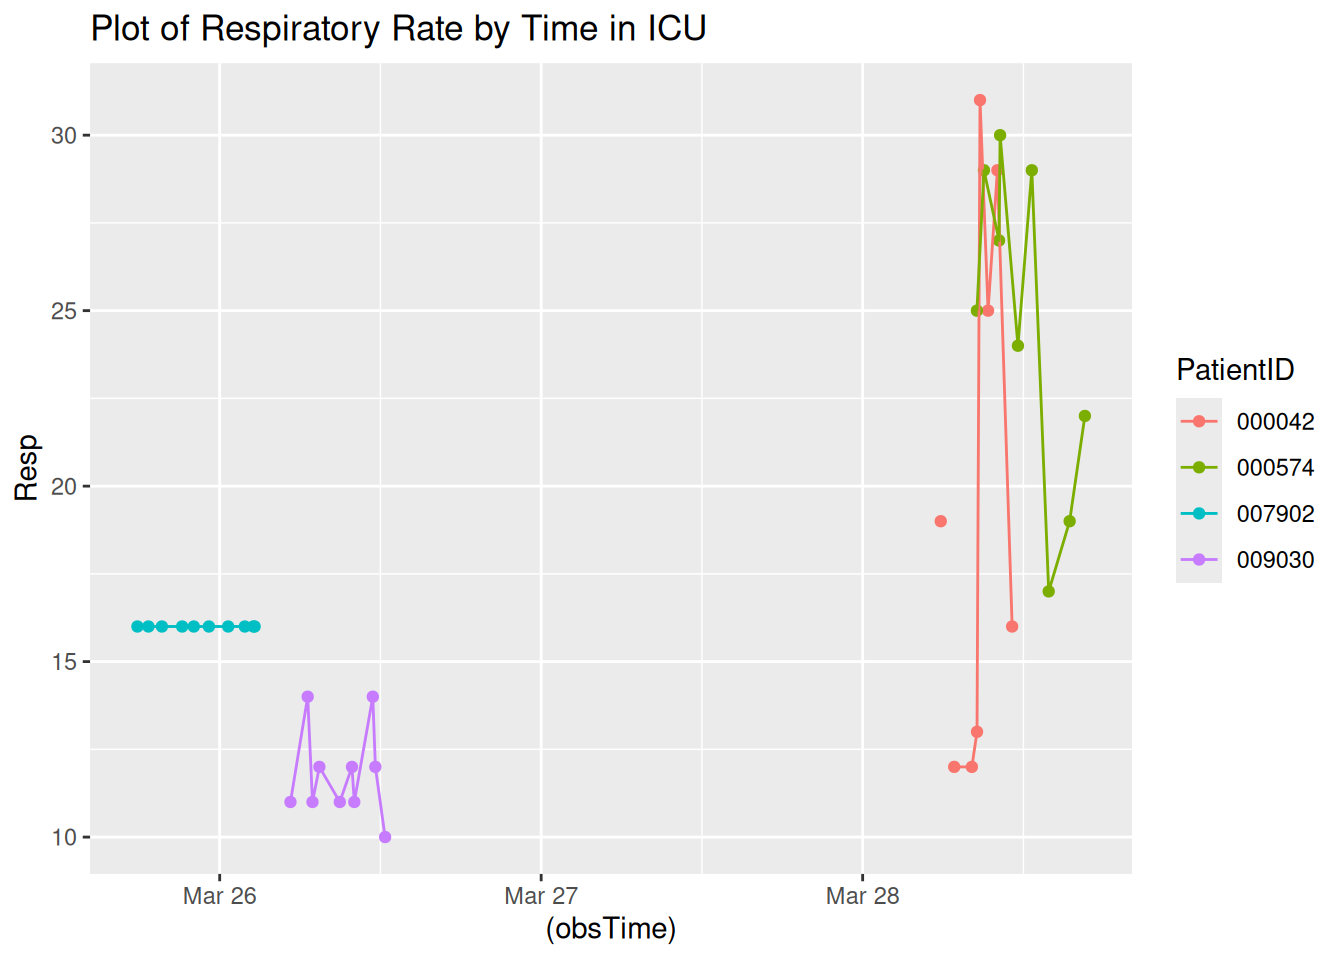 Plot of Respiratory Rate by Time in ICU
30
25
20
15
10
Resp
Mar 26
Mar 27
Mar 28
(obsTime)
PatientID
000042
000574
007902
009030